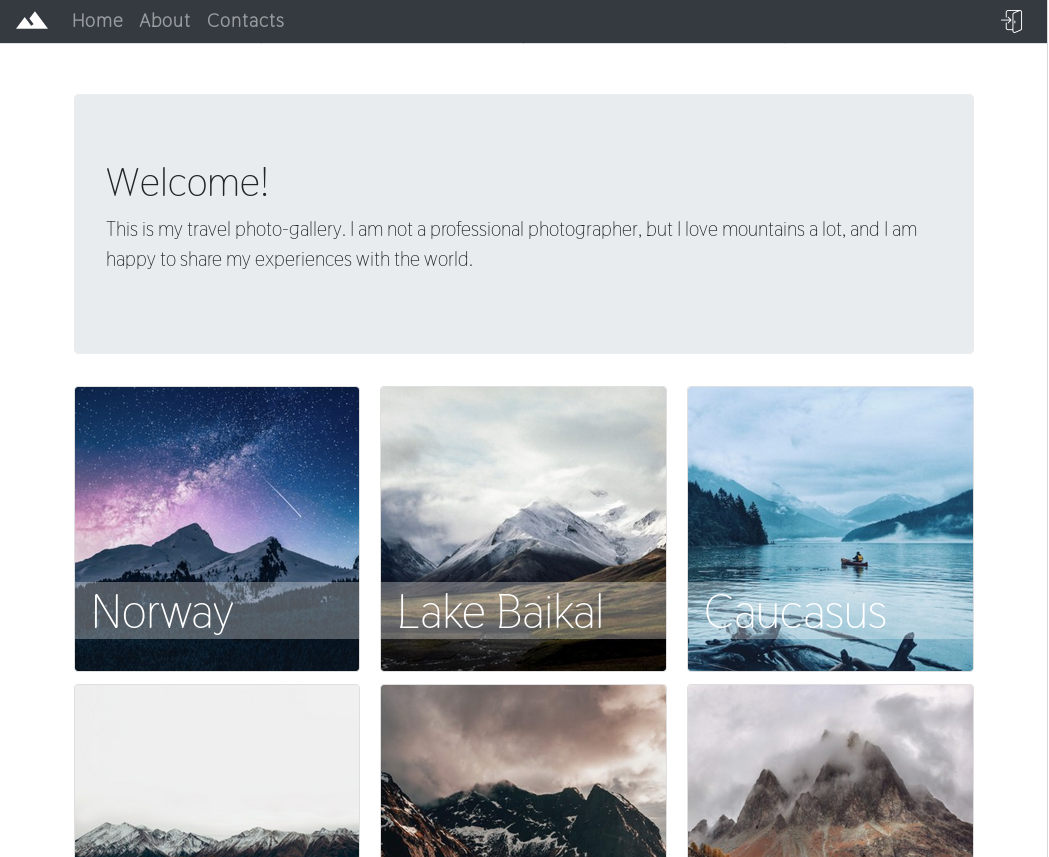 Home About Contacts
Welcome!
This is my travel photo-gallery. I am not a professional photographer, but I love mountains a lot, and I am
happy to share my experiences with the world.
Norway
Lake Baikal
Caucasus